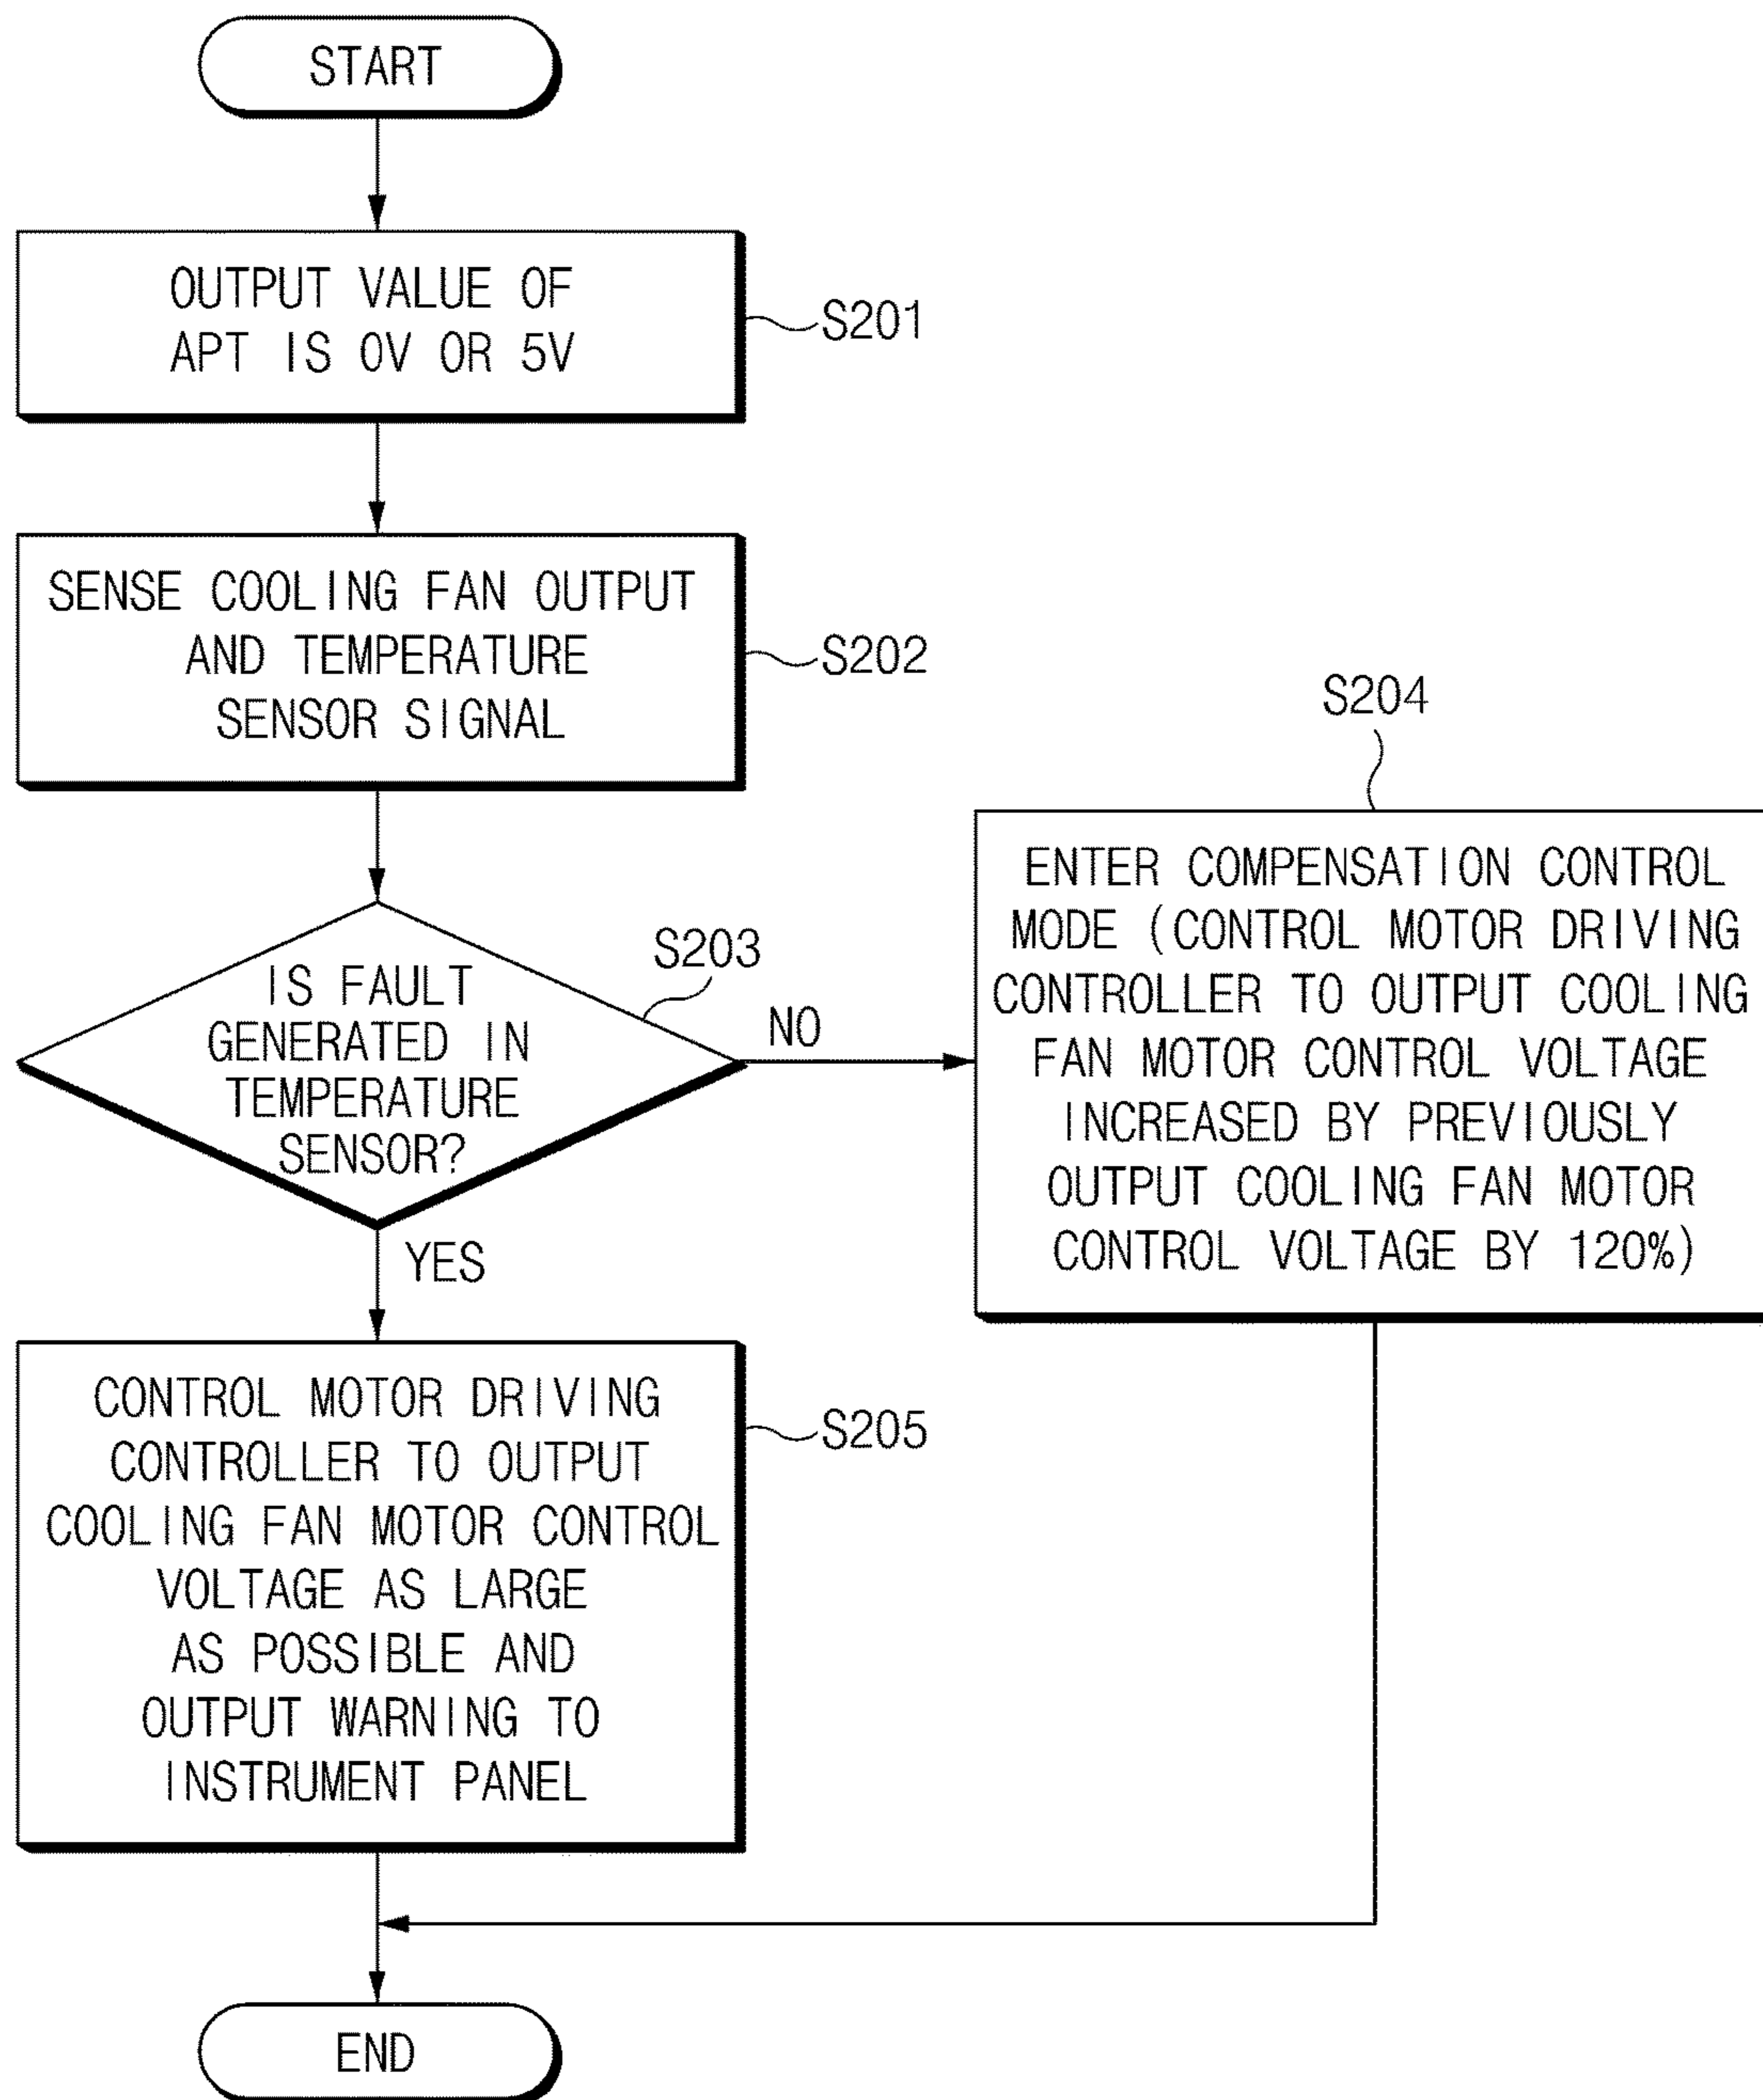 START
OUTPUT VALUE OF
APT IS 0V OR 5V
S201
SENSE COOLING FAN OUTPUT
AND TEMPERATURE
SENSOR SIGNAL
S202
IS FAULT
GENERATED IN
TEMPERATURE
SENSOR?
S203
NO
YES
S204
ENTER COMPENSATION CONTROL
MODE (CONTROL MOTOR DRIVING
CONTROLLER TO OUTPUT COOLING
FAN MOTOR CONTROL VOLTAGE
INCREASED BY PREVIOUSLY
OUTPUT COOLING FAN MOTOR
CONTROL VOLTAGE BY 120%)
CONTROL MOTOR DRIVING
CONTROLLER TO OUTPUT
COOLING FAN MOTOR CONTROL
VOLTAGE AS LARGE
AS POSSIBLE AND
OUTPUT WARNING TO
INSTRUMENT PANEL
S205
END